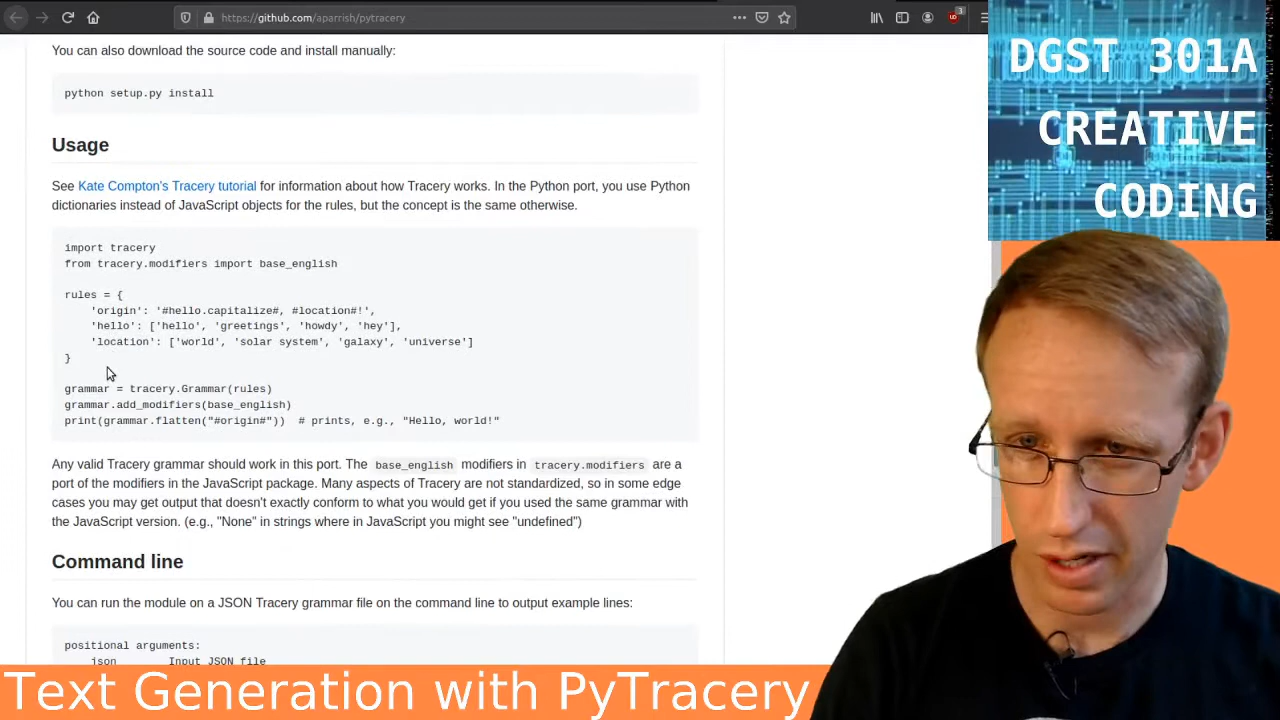 https://github.com/aparrish/pytracery
3
You can also download the source code and install manually:
python setup.py install
Usage
See Kate Compton's Tracery tutorial for information about how Tracery works. In the Python port, you use Python
dictionaries instead of JavaScript objects for the rules, but the concept is the same otherwise.
import tracery
from tracery.modifiers import base_english
rules = {
    'origin': '#hello.capitalize#, #location#!',
    'hello': ['hello', 'greetings', 'howdy', 'hey'],
    'location': ['world', 'solar system', 'galaxy', 'universe']
}
grammar = tracery.Grammar(rules)
grammar.add_modifiers(base_english)
print(grammar.flatten("#origin#"))  # prints, e.g., "Hello, world!"
Any valid Tracery grammar should work in this port. The base_english modifiers in tracery.modifiers are a
port of the modifiers in the JavaScript package. Many aspects of Tracery are not standardized, so in some edge
cases you may get output that doesn't exactly conform to what you would get if you used the same grammar with
the JavaScript version. (e.g., "None" in strings where in JavaScript you might see "undefined")
Command line
You can run the module on a JSON Tracery grammar file on the command line to output example lines:
positional arguments:
    json        Input JSON file
DGST 301A
CREATIVE
CODING
Text Generation with PyTracery